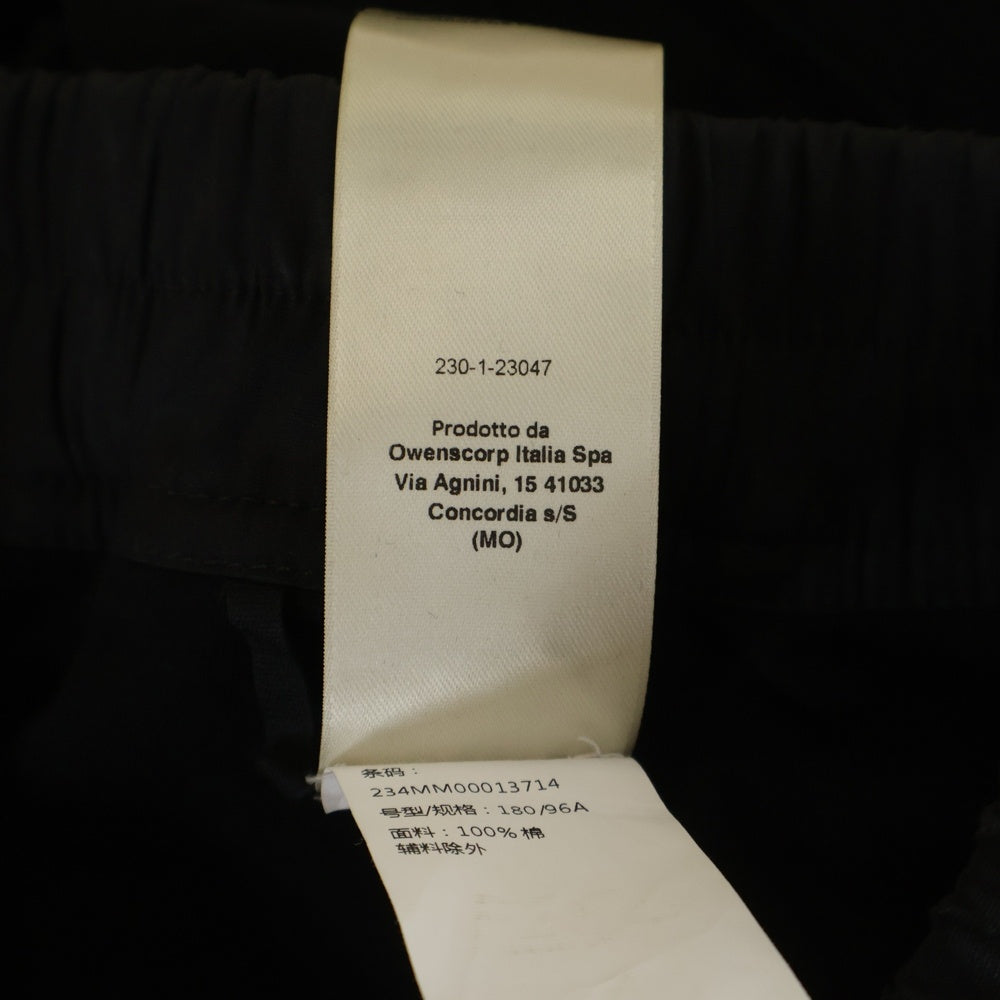 230-1-23047
Prodotto da
Owenscorp Italia Spa
Via Agnini, 15 41033
Concordia s/S
(MO)
条码：
234MM00013714
号型/规格：180/96A
面料：100% 棉
辅料除外